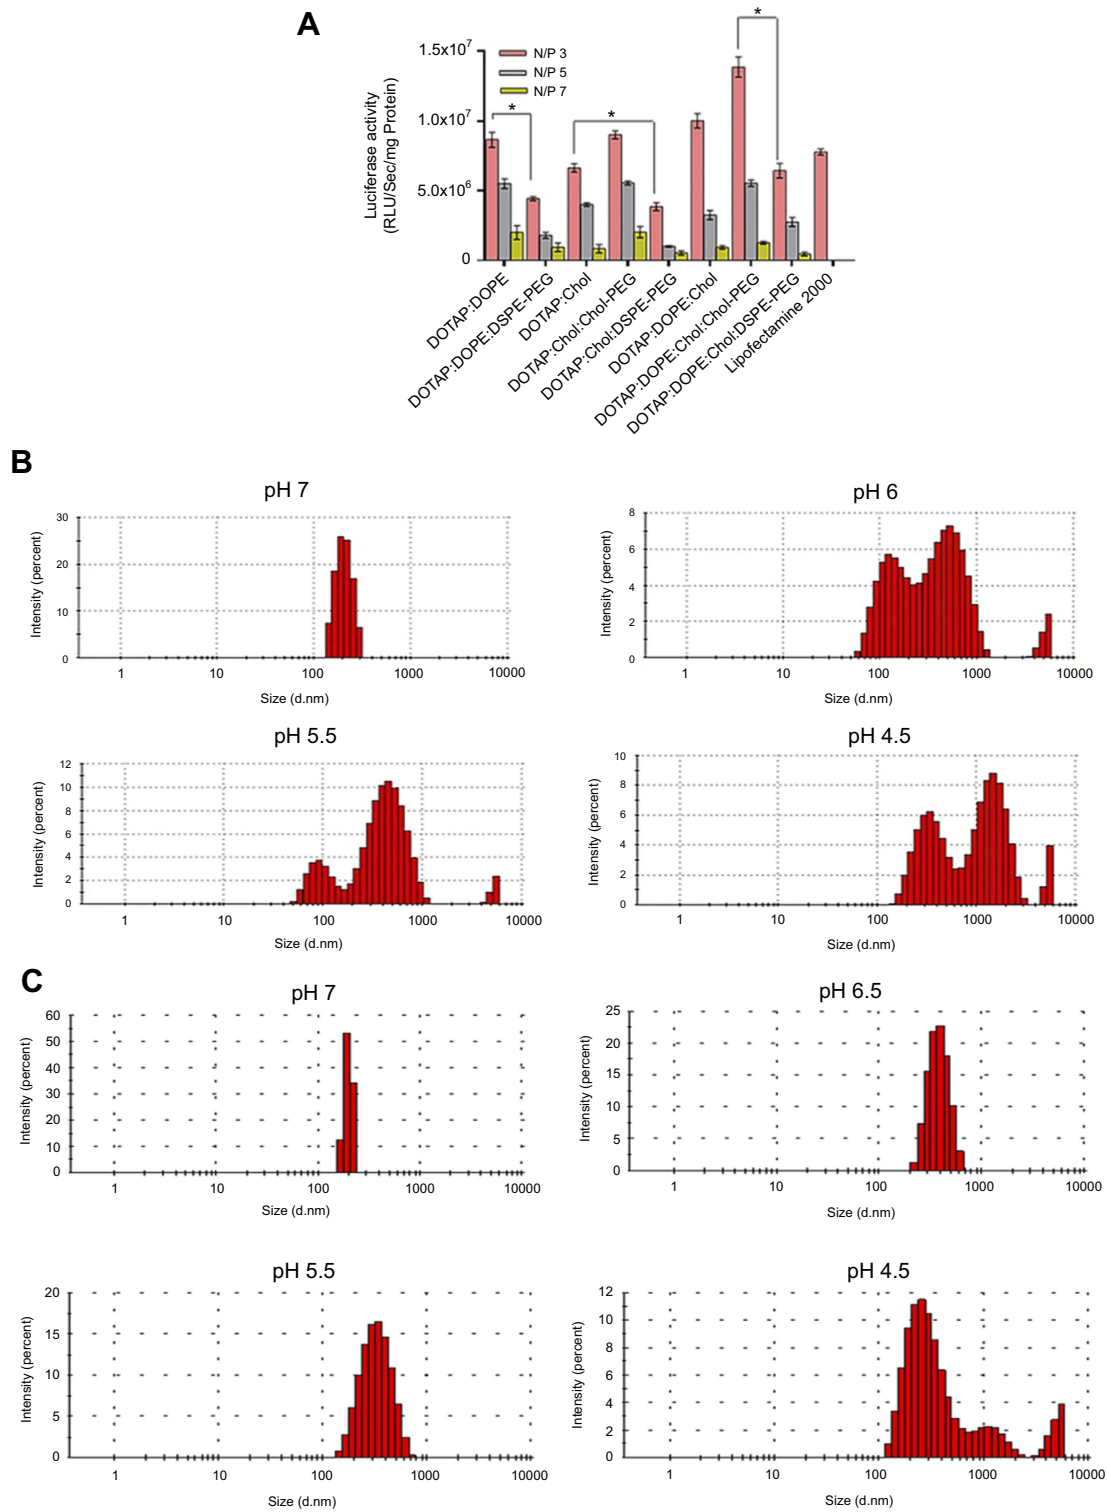 A
*
1.5x10⁷
N/P 3
N/P 5
N/P 7
1.0x10⁷
*
*
5.0x10⁶
0
Luciferase activity
(RLU/Sec/mg Protein)
DOTAP:DOPE
DOTAP:DOPE:DSPE-PEG
DOTAP:Chol
DOTAP:Chol:Chol-PEG
DOTAP:Chol:DSPE-PEG
DOTAP:DOPE:Chol
DOTAP:DOPE:Chol:Chol-PEG
DOTAP:DOPE:Chol:DSPE-PEG
Lipofectamine 2000
B
pH 7
Intensity (percent)
30
20
10
0
1 10 100 1000 10000
Size (d.nm)
pH 6
Intensity (percent)
8
6
4
2
0
1 10 100 1000 10000
Size (d.nm)
pH 5.5
Intensity (percent)
12
10
8
6
4
2
0
1 10 100 1000 10000
Size (d.nm)
pH 4.5
Intensity (percent)
10
8
6
4
2
0
1 10 100 1000 10000
Size (d.nm)
C
pH 7
Intensity (percent)
60
50
40
30
20
10
0
1 10 100 1000 10000
Size (d.nm)
pH 6.5
Intensity (percent)
25
20
15
10
5
0
1 10 100 1000 10000
Size (d.nm)
pH 5.5
Intensity (percent)
20
15
10
5
0
1 10 100 1000 10000
Size (d.nm)
pH 4.5
Intensity (percent)
12
10
8
6
4
2
0
1 10 100 1000 10000
Size (d.nm)